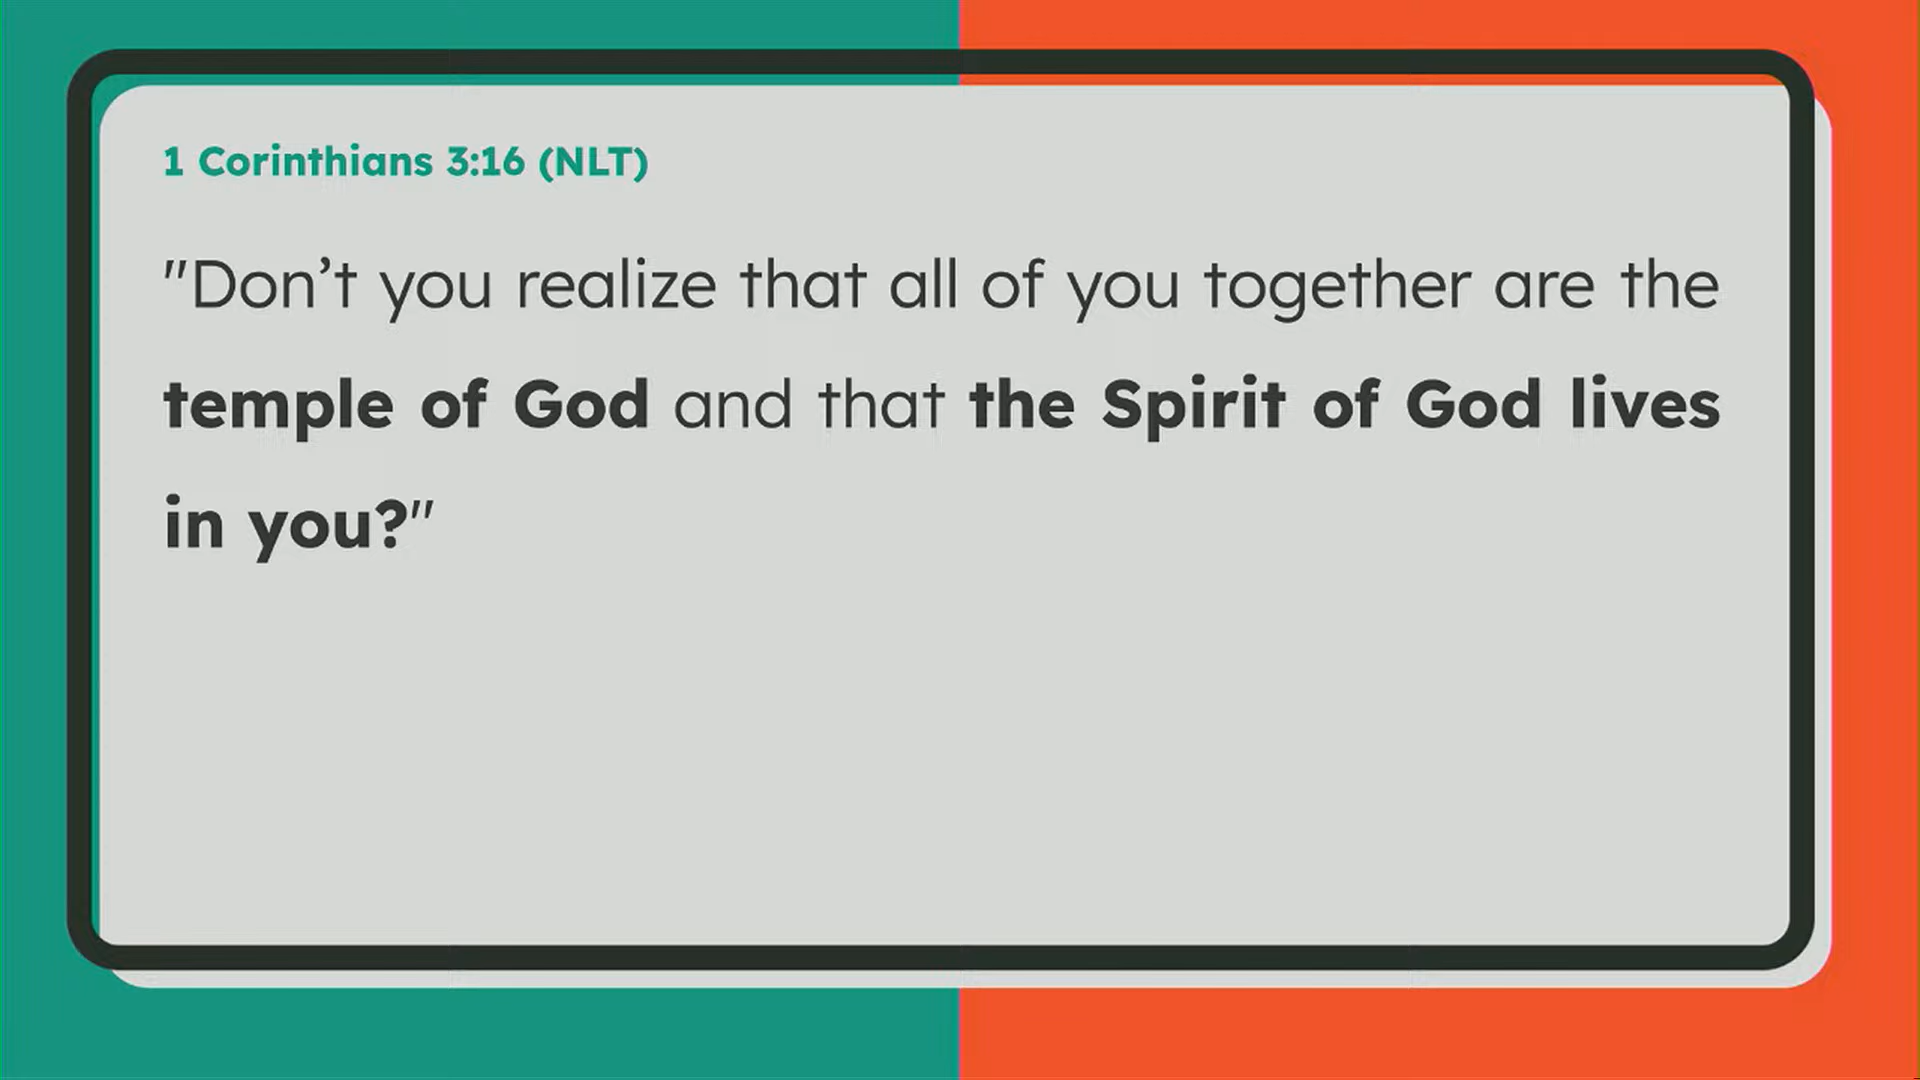 1 Corinthians 3:16 (NLT)
"Don’t you realize that all of you together are the
temple of God and that the Spirit of God lives
in you?"